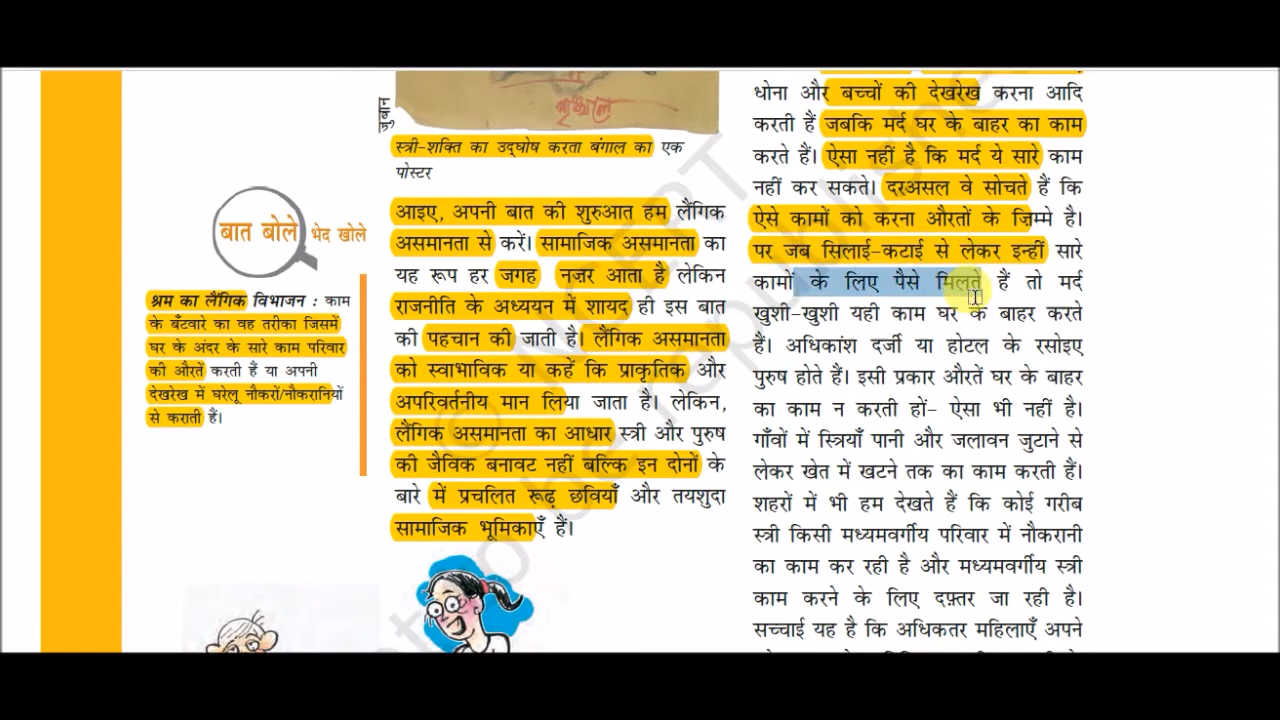 जुबान
स्त्री-शक्ति का उद्घोष करता बंगाल का एक
पोस्टर
बात बोले भेद खोले
श्रम का लैंगिक विभाजन : काम
के बँटवारे का वह तरीका जिसमें
घर के अंदर के सारे काम परिवार
की औरतें करती हैं या अपनी
देखरेख में घरेलू नौकरों/नौकरानियों
से कराती हैं।
आइए, अपनी बात की शुरुआत हम लैंगिक
असमानता से करें। सामाजिक असमानता का
यह रूप हर जगह नज़र आता है लेकिन
राजनीति के अध्ययन में शायद ही इस बात
की पहचान की जाती है। लैंगिक असमानता
को स्वाभाविक या कहें कि प्राकृतिक और
अपरिवर्तनीय मान लिया जाता है। लेकिन,
लैंगिक असमानता का आधार स्त्री और पुरुष
की जैविक बनावट नहीं बल्कि इन दोनों के
बारे में प्रचलित रूढ़ छवियाँ और तयशुदा
सामाजिक भूमिकाएँ हैं।
धोना और बच्चों की देखरेख करना आदि
करती हैं जबकि मर्द घर के बाहर का काम
करते हैं। ऐसा नहीं है कि मर्द ये सारे काम
नहीं कर सकते। दरअसल वे सोचते हैं कि
ऐसे कामों को करना औरतों के ज़िम्मे है।
पर जब सिलाई-कटाई से लेकर इन्हीं सारे
कामों के लिए पैसे मिलते हैं तो मर्द
खुशी-खुशी यही काम घर के बाहर करते
हैं। अधिकांश दर्जी या होटल के रसोइए
पुरुष होते हैं। इसी प्रकार औरतें घर के बाहर
का काम न करती हों- ऐसा भी नहीं है।
गाँवों में स्त्रियाँ पानी और जलावन जुटाने से
लेकर खेत में खटने तक का काम करती हैं।
शहरों में भी हम देखते हैं कि कोई गरीब
स्त्री किसी मध्यमवर्गीय परिवार में नौकरानी
का काम कर रही है और मध्यमवर्गीय स्त्री
काम करने के लिए दफ़्तर जा रही है।
सच्चाई यह है कि अधिकतर महिलाएँ अपने
© NCERT